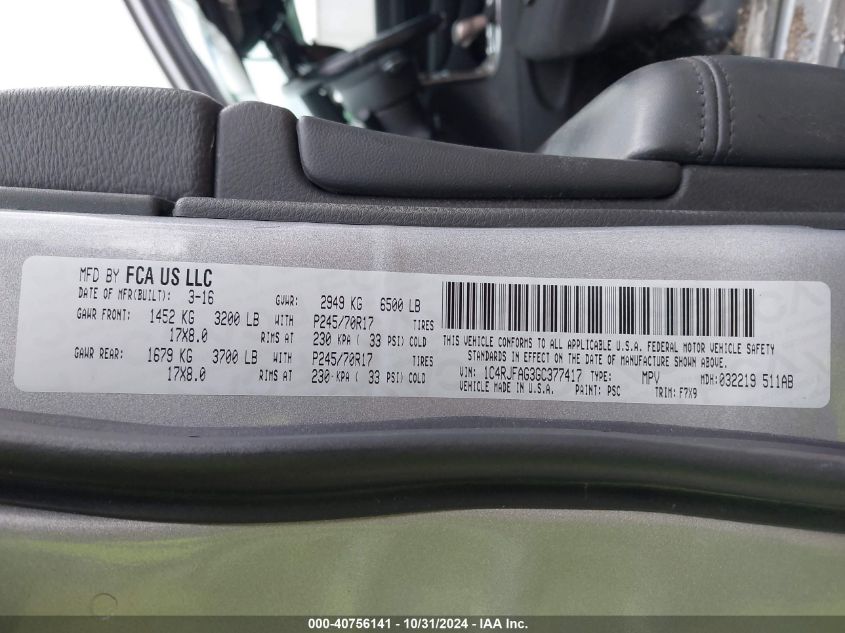 MFD BY FCA US LLC
DATE OF MFR(BUILT): 3-16 GVWR: 2949 KG 6500 LB
GAWR FRONT: 1452 KG 3200 LB WITH P245/70R17 TIRES
17X8.0 RIMS AT 230 KPA ( 33 PSI) COLD
GAWR REAR: 1679 KG 3700 LB WITH P245/70R17 TIRES
17X8.0 RIMS AT 230 KPA ( 33 PSI) COLD
THIS VEHICLE CONFORMS TO ALL APPLICABLE U.S.A. FEDERAL MOTOR VEHICLE SAFETY
STANDARDS IN EFFECT ON THE DATE OF MANUFACTURE SHOWN ABOVE.
VIN: 1C4RJFAG3GC377417 TYPE: MPV MDH:032219 511AB
VEHICLE MADE IN U.S.A. PAINT: PSC TRIM:F7X9
000-40756141 - 10/31/2024 - IAA Inc.